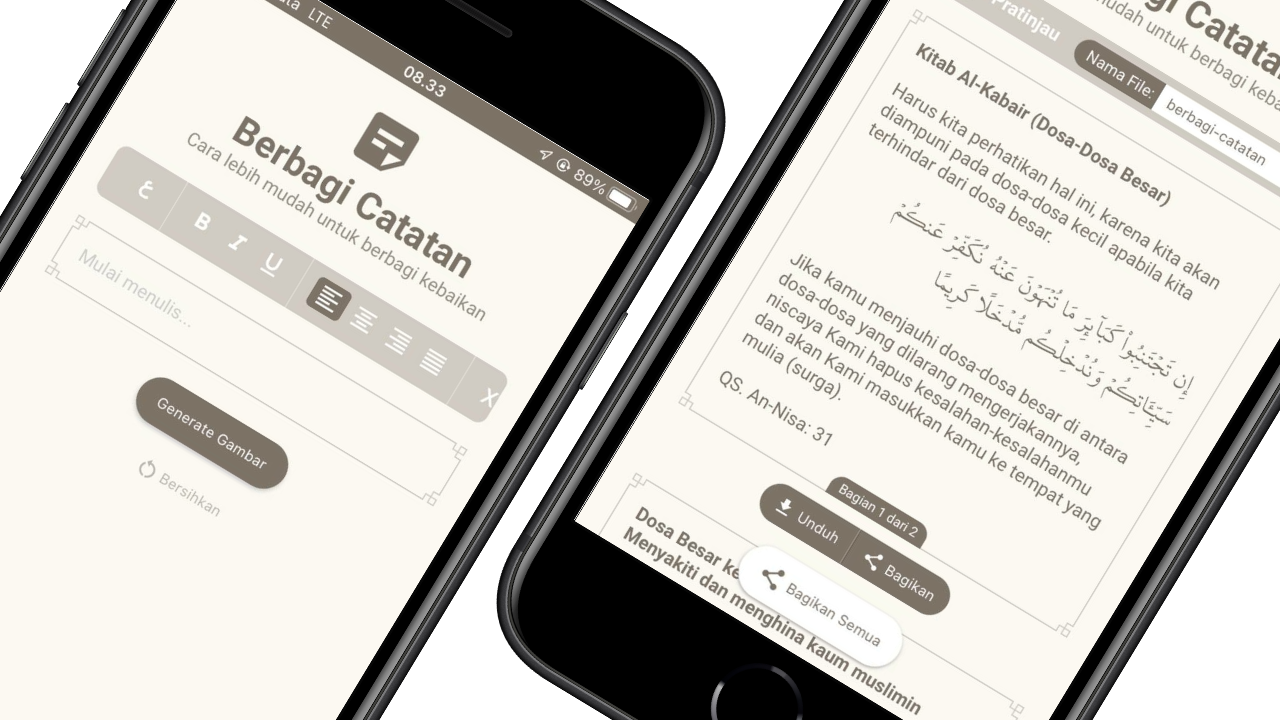 LTE
08.33
89%
Berbagi Catatan
Cara lebih mudah untuk berbagi kebaikan
غ
B I U
X
Mulai menulis...
Generate Gambar
Bersihkan
gi Catata
mudah untuk berbagi keba
Pratinjau
Nama File:
berbagi-catatan
Kitab Al-Kabair (Dosa-Dosa Besar)
Harus kita perhatikan hal ini, karena kita akan
diampuni pada dosa-dosa kecil apabila kita
terhindar dari dosa besar.
إِن تَجْتَنِبُوا۟ كَبَآئِرَ مَا تُنْهَوْنَ عَنْهُ نُكَفِّرْ عَنكُمْ
سَيِّـَٔاتِكُمْ وَنُدْخِلْكُم مُّدْخَلًا كَرِيمًا
Jika kamu menjauhi dosa-dosa besar di antara
dosa-dosa yang dilarang mengerjakannya,
niscaya Kami hapus kesalahan-kesalahanmu
dan akan Kami masukkan kamu ke tempat yang
mulia (surga).
QS. An-Nisa: 31
Bagian 1 dari 2
Unduh
Bagikan
Dosa Besar ke
Menyakiti dan menghina kaum muslimin
Bagikan Semua